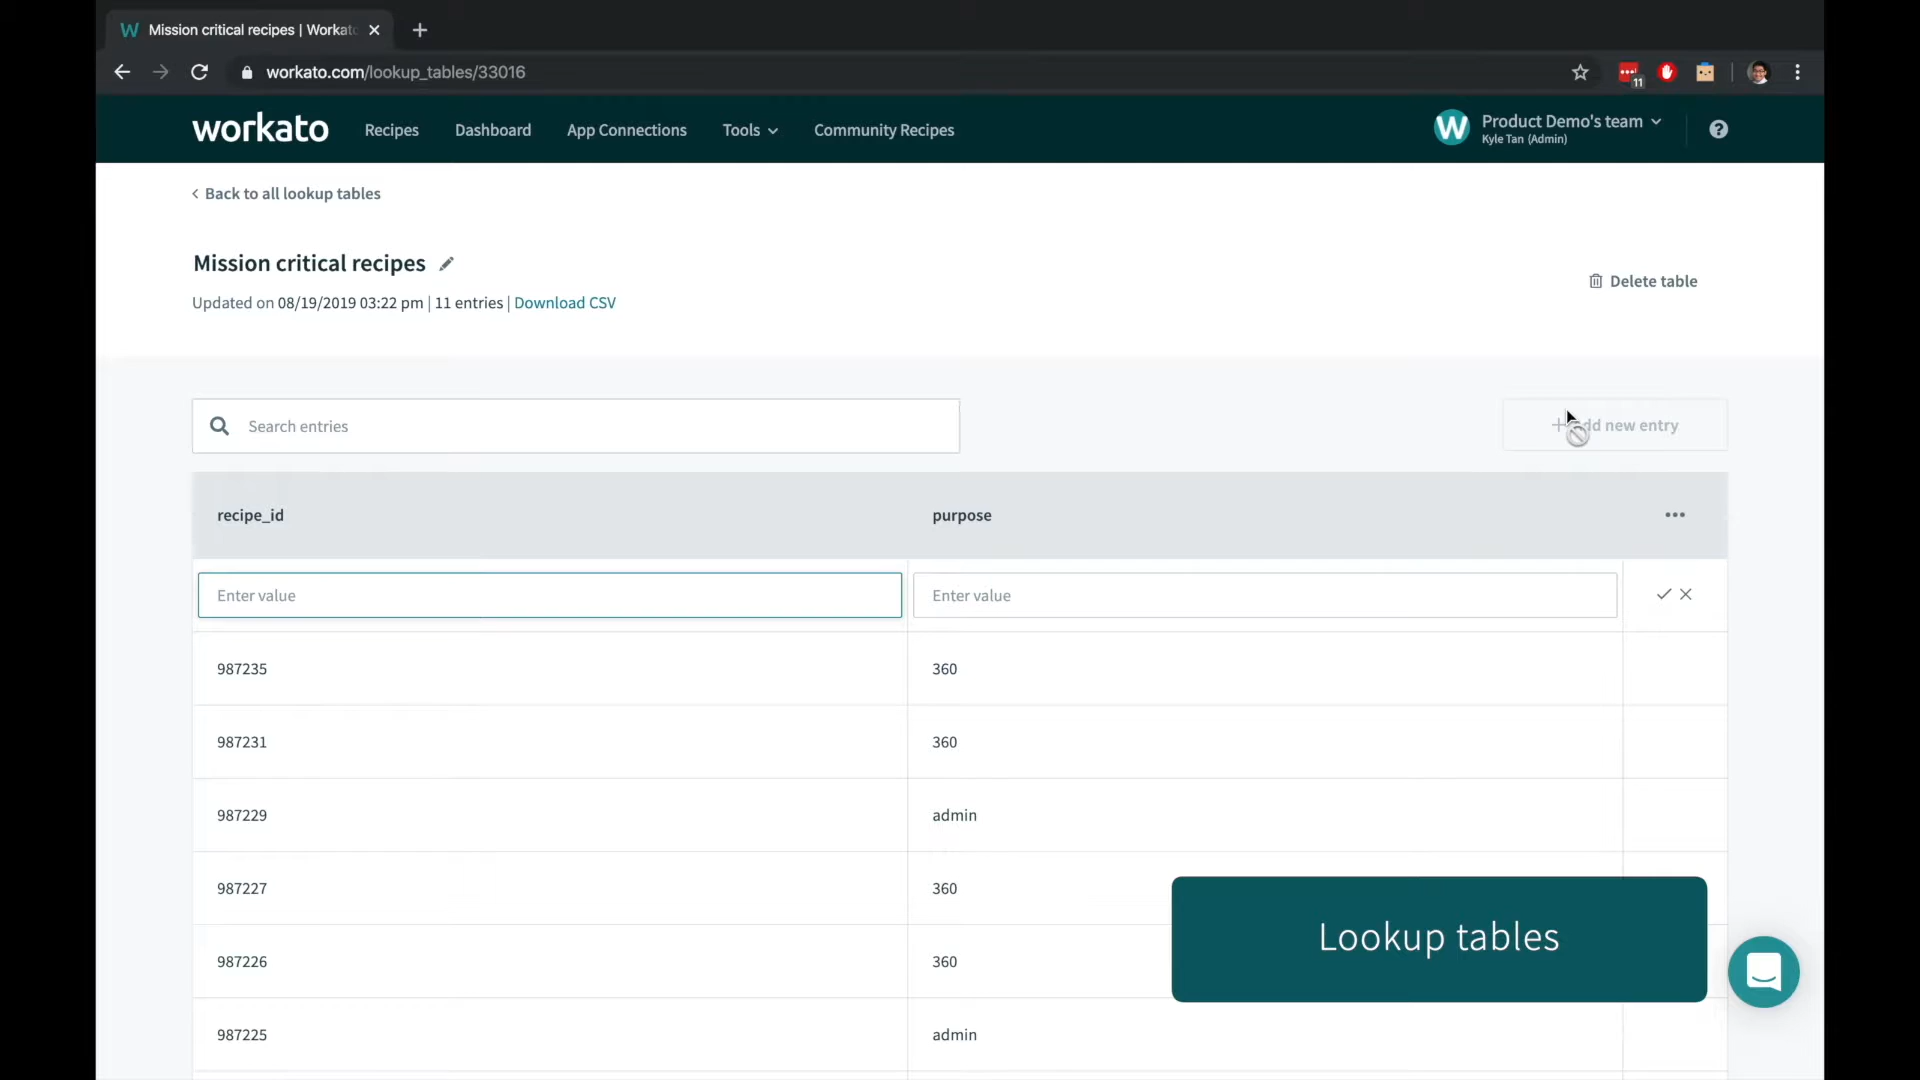 Mission critical recipes | Workato
workato.com/lookup_tables/33016
11
workato
Recipes
Dashboard
App Connections
Tools
Community Recipes
W
Product Demo's team
Kyle Tan (Admin)
?
Back to all lookup tables
Mission critical recipes
Updated on 08/19/2019 03:22 pm | 11 entries | Download CSV
Delete table
Search entries
dd new entry
recipe_id
purpose
Enter value
Enter value
987235
360
987231
360
987229
admin
987227
360
987226
360
987225
admin
Lookup tables